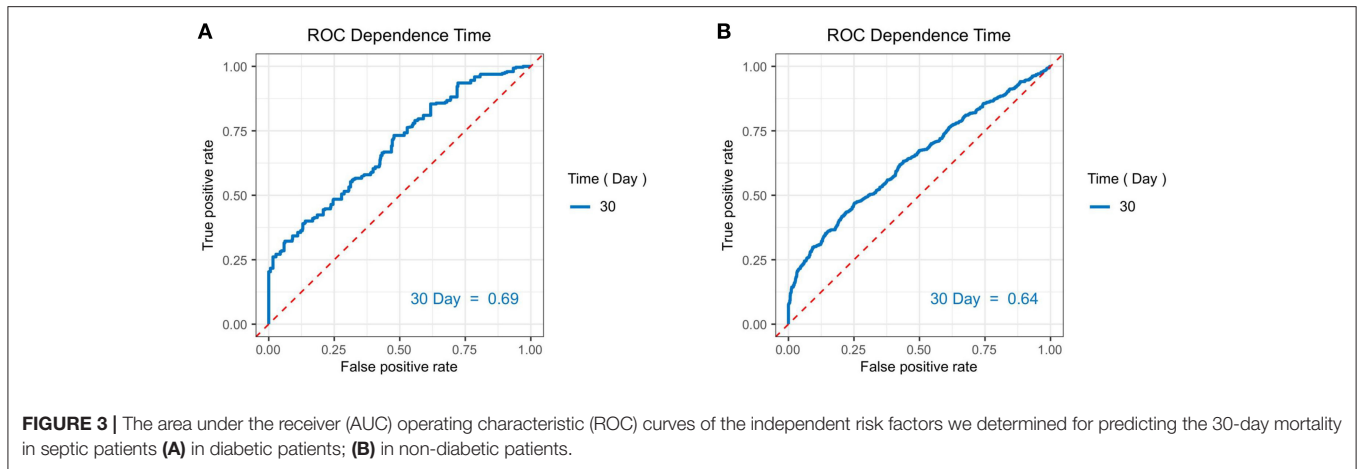 A
ROC Dependence Time
1.00
0.75
0.50
0.25
0.00
True positive rate
0.00 0.25 0.50 0.75 1.00
False positive rate
30 Day = 0.69
Time ( Day )
30
B
ROC Dependence Time
1.00
0.75
0.50
0.25
0.00
True positive rate
0.00 0.25 0.50 0.75 1.00
False positive rate
30 Day = 0.64
Time ( Day )
30
FIGURE 3 | The area under the receiver (AUC) operating characteristic (ROC) curves of the independent risk factors we determined for predicting the 30-day mortality
in septic patients (A) in diabetic patients; (B) in non-diabetic patients.